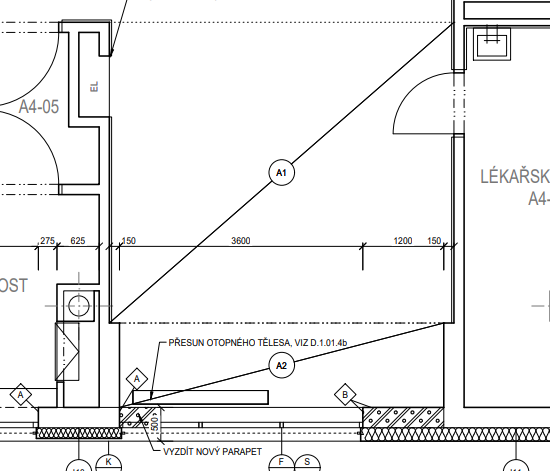 EL
A4-05
A1
LÉKAŘSK
A4-
275 625 150 3600 1200 150
OST
PŘESUN OTOPNÉHO TĚLESA, VIZ D.1.01.4b
A2
A
A
B
500
VYZDÍT NOVÝ PARAPET
K
F
S